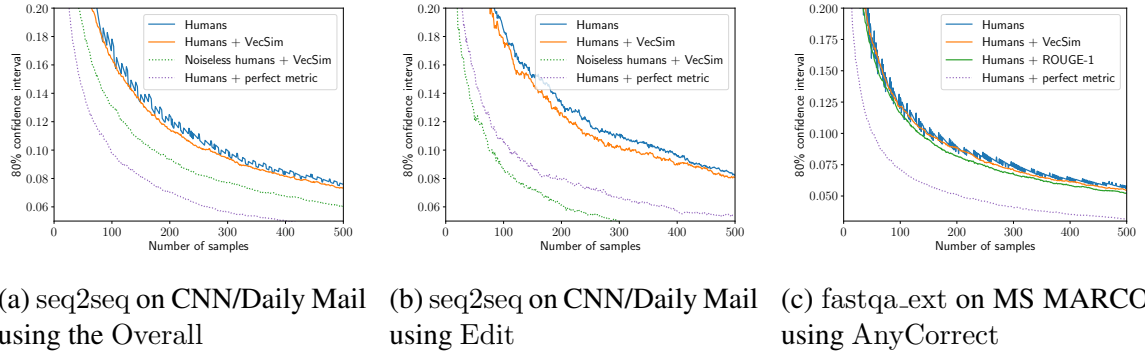 80% confidence interval
0.20
0.18
0.16
0.14
0.12
0.10
0.08
0.06
0
100
200
300
400
500
Number of samples
Humans
Humans + VecSim
Noiseless humans + VecSim
Humans + perfect metric
80% confidence interval
0.20
0.18
0.16
0.14
0.12
0.10
0.08
0.06
0
100
200
300
400
500
Number of samples
Humans
Humans + VecSim
Noiseless humans + VecSim
Humans + perfect metric
80% confidence interval
0.200
0.175
0.150
0.125
0.100
0.075
0.050
0
100
200
300
400
500
Number of samples
Humans
Humans + VecSim
Humans + ROUGE-1
Humans + perfect metric
(a) seq2seq on CNN/Daily Mail
using the Overall
(b) seq2seq on CNN/Daily Mail
using Edit
(c) fastqa_ext on MS MARCO
using AnyCorrect